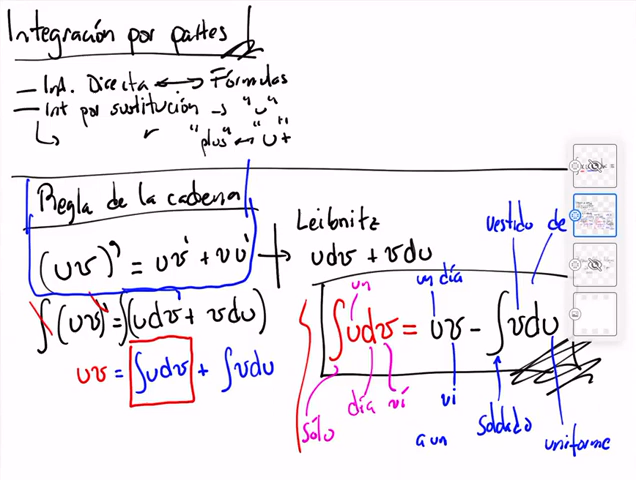 Integración por partes
– Int. Directa ↔ Fórmulas
– Int por sustitución → "u"
"plus" ← "u+"
Regla de la cadena
(uv)' = uv' + vu' → Leibnitz
udv + vdu
∫(uv)' = ∫(udv + vdu)
uv = ∫udv + ∫vdu
∫udv = uv - ∫vdu
un
un día
vestido de
sólo
día
ví
vi
a un
soldado
uniforme